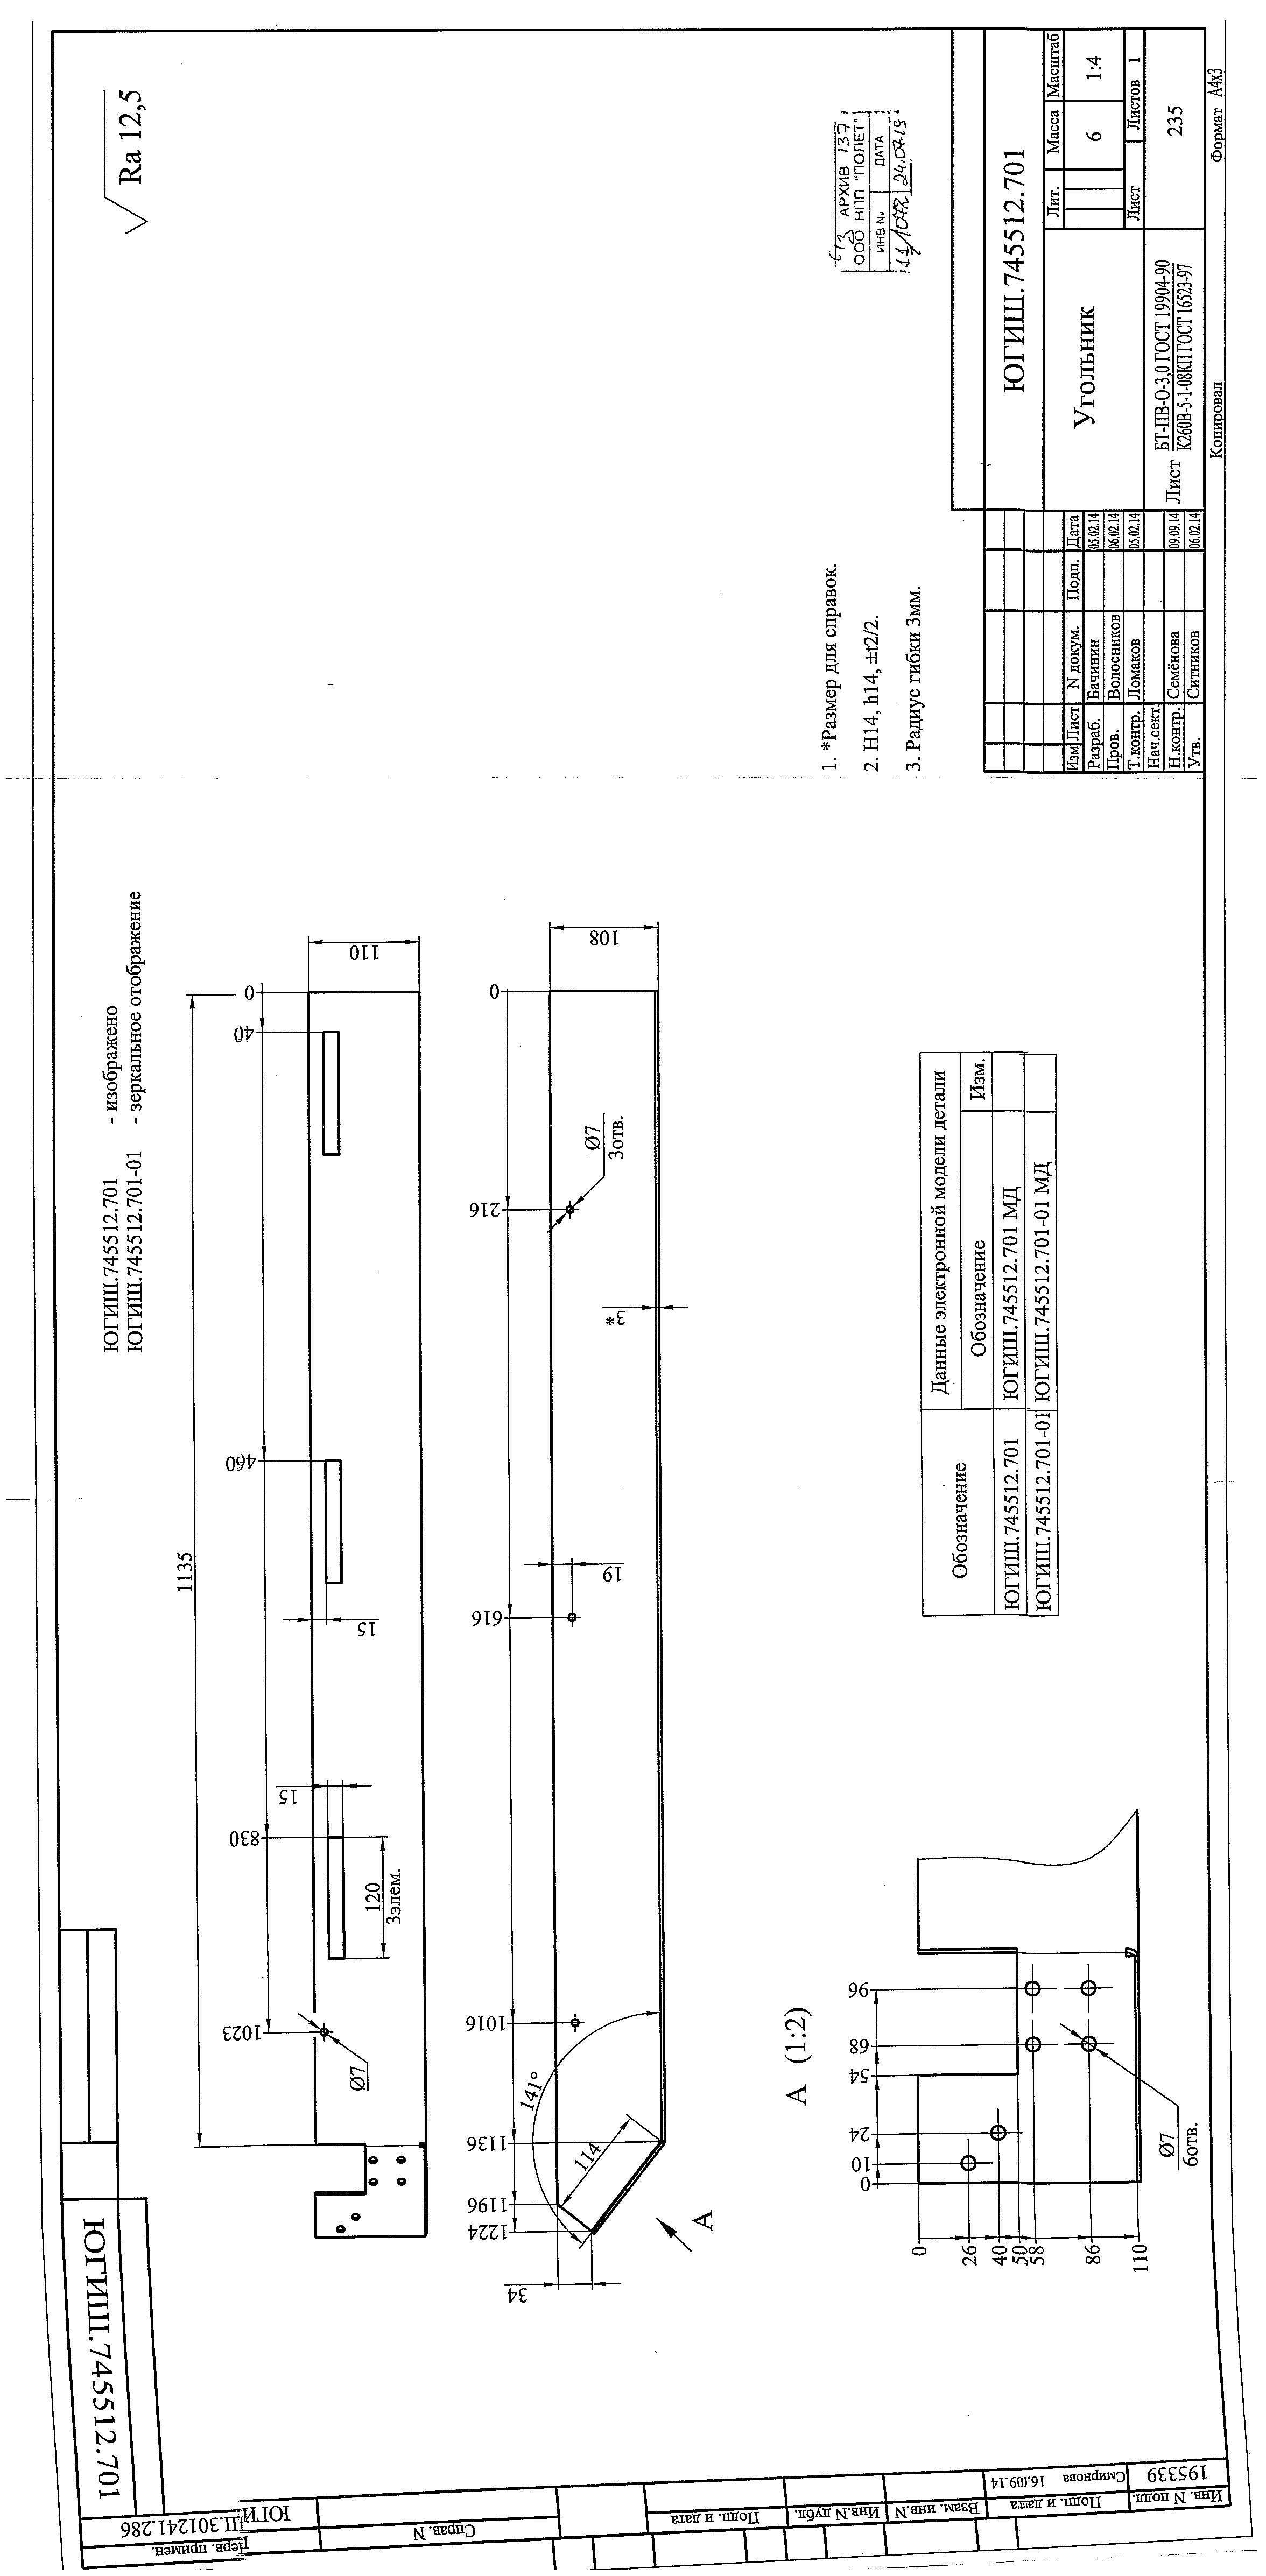 ЮГИШ.745512.701
Перв. примен.
ЮГИШ.301241.286
Справ. N
Подп. и дата
Инв.N дубл.
Взам. инв.N
Подп. и дата
Смирнова 16.(09.14
Инв. N подл.
195339
ЮГИШ.745512.701 - изображено
ЮГИШ.745512.701-01 - зеркальное отображение
Ra 12,5
1135
1023
830
460
40
0
Ø7
120
3элем.
15
15
110
1224
1196
1136
1016
616
216
0
34
114
141°
19
3*
Ø7
3отв.
108
А
А (1:2)
96
68
54
24
10
0
0
26
40
50
58
86
110
Ø7
6отв.
Обозначение
Данные электронной модели детали
Обозначение
Изм.
ЮГИШ.745512.701 ЮГИШ.745512.701 МД
ЮГИШ.745512.701-01 ЮГИШ.745512.701-01 МД
1. *Размер для справок.
2. Н14, h14, ±t2/2.
3. Радиус гибки 3мм.
АРХИВ 137
ООО НПП "ПОЛЕТ"
ИНВ № ДАТА
24.07.19
ЮГИШ.745512.701
Изм Лист N докум. Подп. Дата
Разраб. Бачинин 05.02.14
Пров. Волосников 06.02.14
Т.контр. Ломаков 05.02.14
Нач.сект.
Н.контр. Семёнова 09.09.14
Утв. Ситников 06.02.14
Угольник
Лит. Масса Масштаб
6 1:4
Лист Листов 1
Лист БТ-ПВ-О-3,0 ГОСТ 19904-90
К260В-5-1-08КП ГОСТ 16523-97
235
Копировал
Формат А4х3